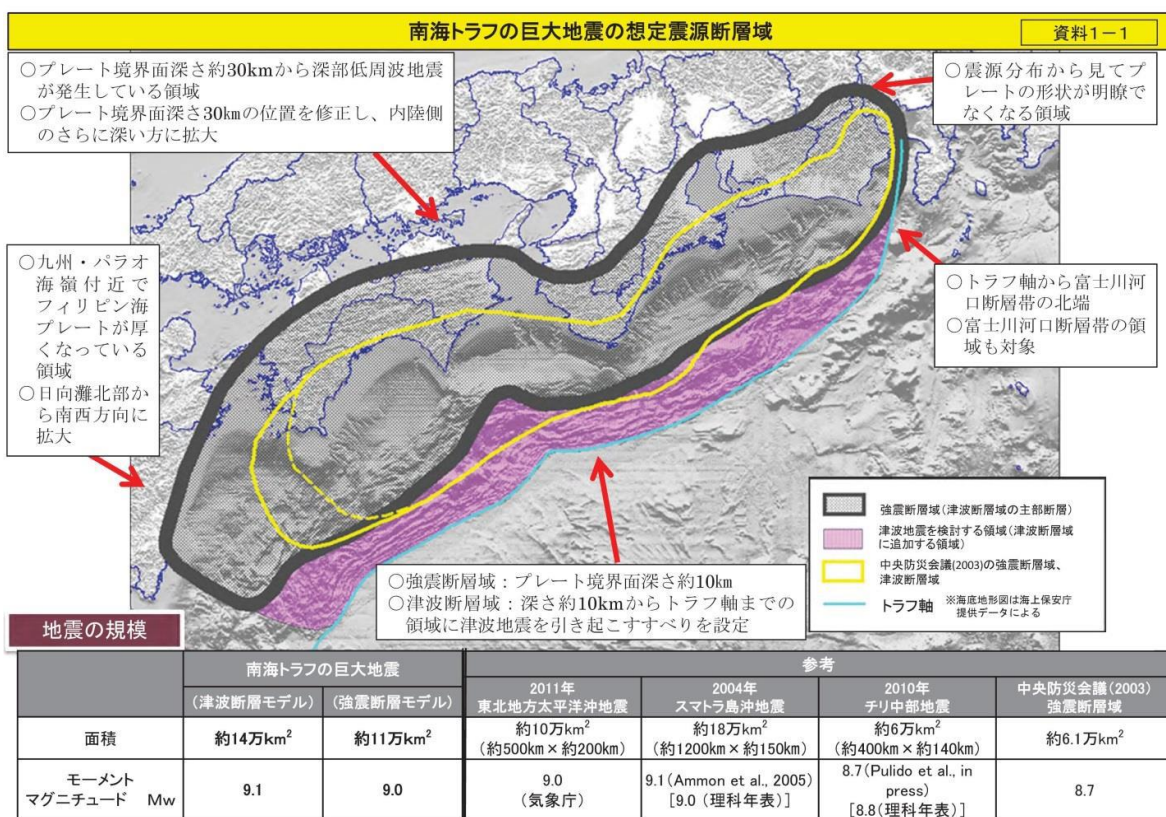 南海トラフの巨大地震の想定震源断層域
資料1-1
○プレート境界面深さ約30kmから深部低周波地震
が発生している領域
○プレート境界面深さ30kmの位置を修正し、内陸側
のさらに深い方に拡大
○震源分布から見てプ
レートの形状が明瞭で
なくなる領域
○九州・パラオ
海嶺付近で
フィリピン海
プレートが厚
くなっている
領域
○日向灘北部か
ら南西方向に
拡大
○トラフ軸から富士川河
口断層帯の北端
○富士川河口断層帯の領
域も対象
○強震断層域：プレート境界面深さ約10km
○津波断層域：深さ約10kmからトラフ軸までの
領域に津波地震を引き起こすすべりを設定
強震断層域(津波断層域の主部断層)
津波地震を検討する領域(津波断層域
に追加する領域)
中央防災会議(2003)の強震断層域、
津波断層域
トラフ軸
※海底地形図は海上保安庁
提供データによる
地震の規模
南海トラフの巨大地震
参考
(津波断層モデル)
(強震断層モデル)
2011年
東北地方太平洋沖地震
2004年
スマトラ島沖地震
2010年
チリ中部地震
中央防災会議(2003)
強震断層域
面積
約14万km²
約11万km²
約10万km²
(約500km×約200km)
約18万km²
(約1200km×約150km)
約6万km²
(約400km×約140km)
約6.1万km²
モーメント
マグニチュード Mw
9.1
9.0
9.0
(気象庁)
9.1(Ammon et al., 2005)
[9.0 (理科年表)]
8.7(Pulido et al., in
press)
[8.8(理科年表)]
8.7